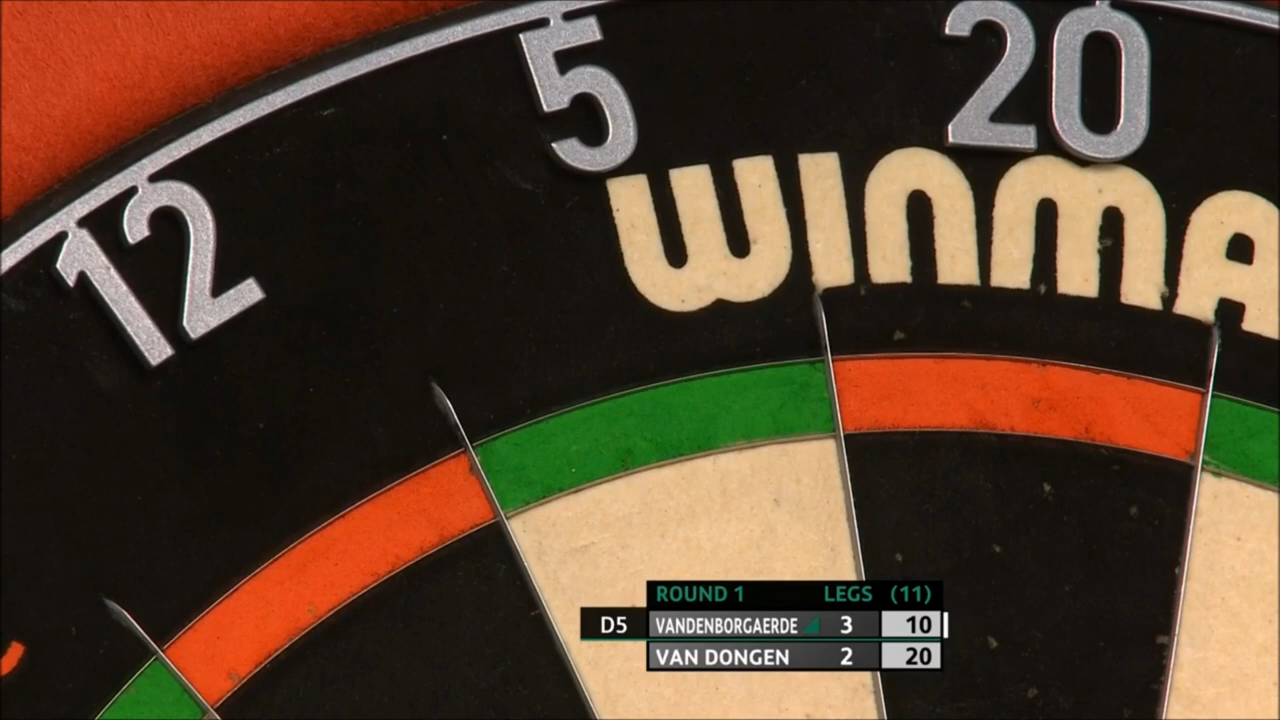 5
20
12
WINMA
ROUND 1 LEGS (11)
D5 VANDENBORGAERDE 3 10
VAN DONGEN 2 20